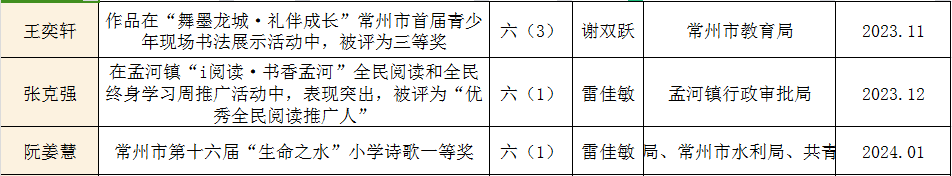 王奕轩
作品在“舞墨龙城·礼伴成长”常州市首届青少
年现场书法展示活动中，被评为三等奖
六（3）
谢双跃
常州市教育局
2023.11
张克强
在孟河镇“i阅读·书香孟河”全民阅读和全民
终身学习周推广活动中，表现突出，被评为“优
秀全民阅读推广人”
六（1）
雷佳敏
孟河镇行政审批局
2023.12
阮姜慧
常州市第十六届“生命之水”小学诗歌一等奖
六（1）
雷佳敏
局、常州市水利局、共青
2024.01